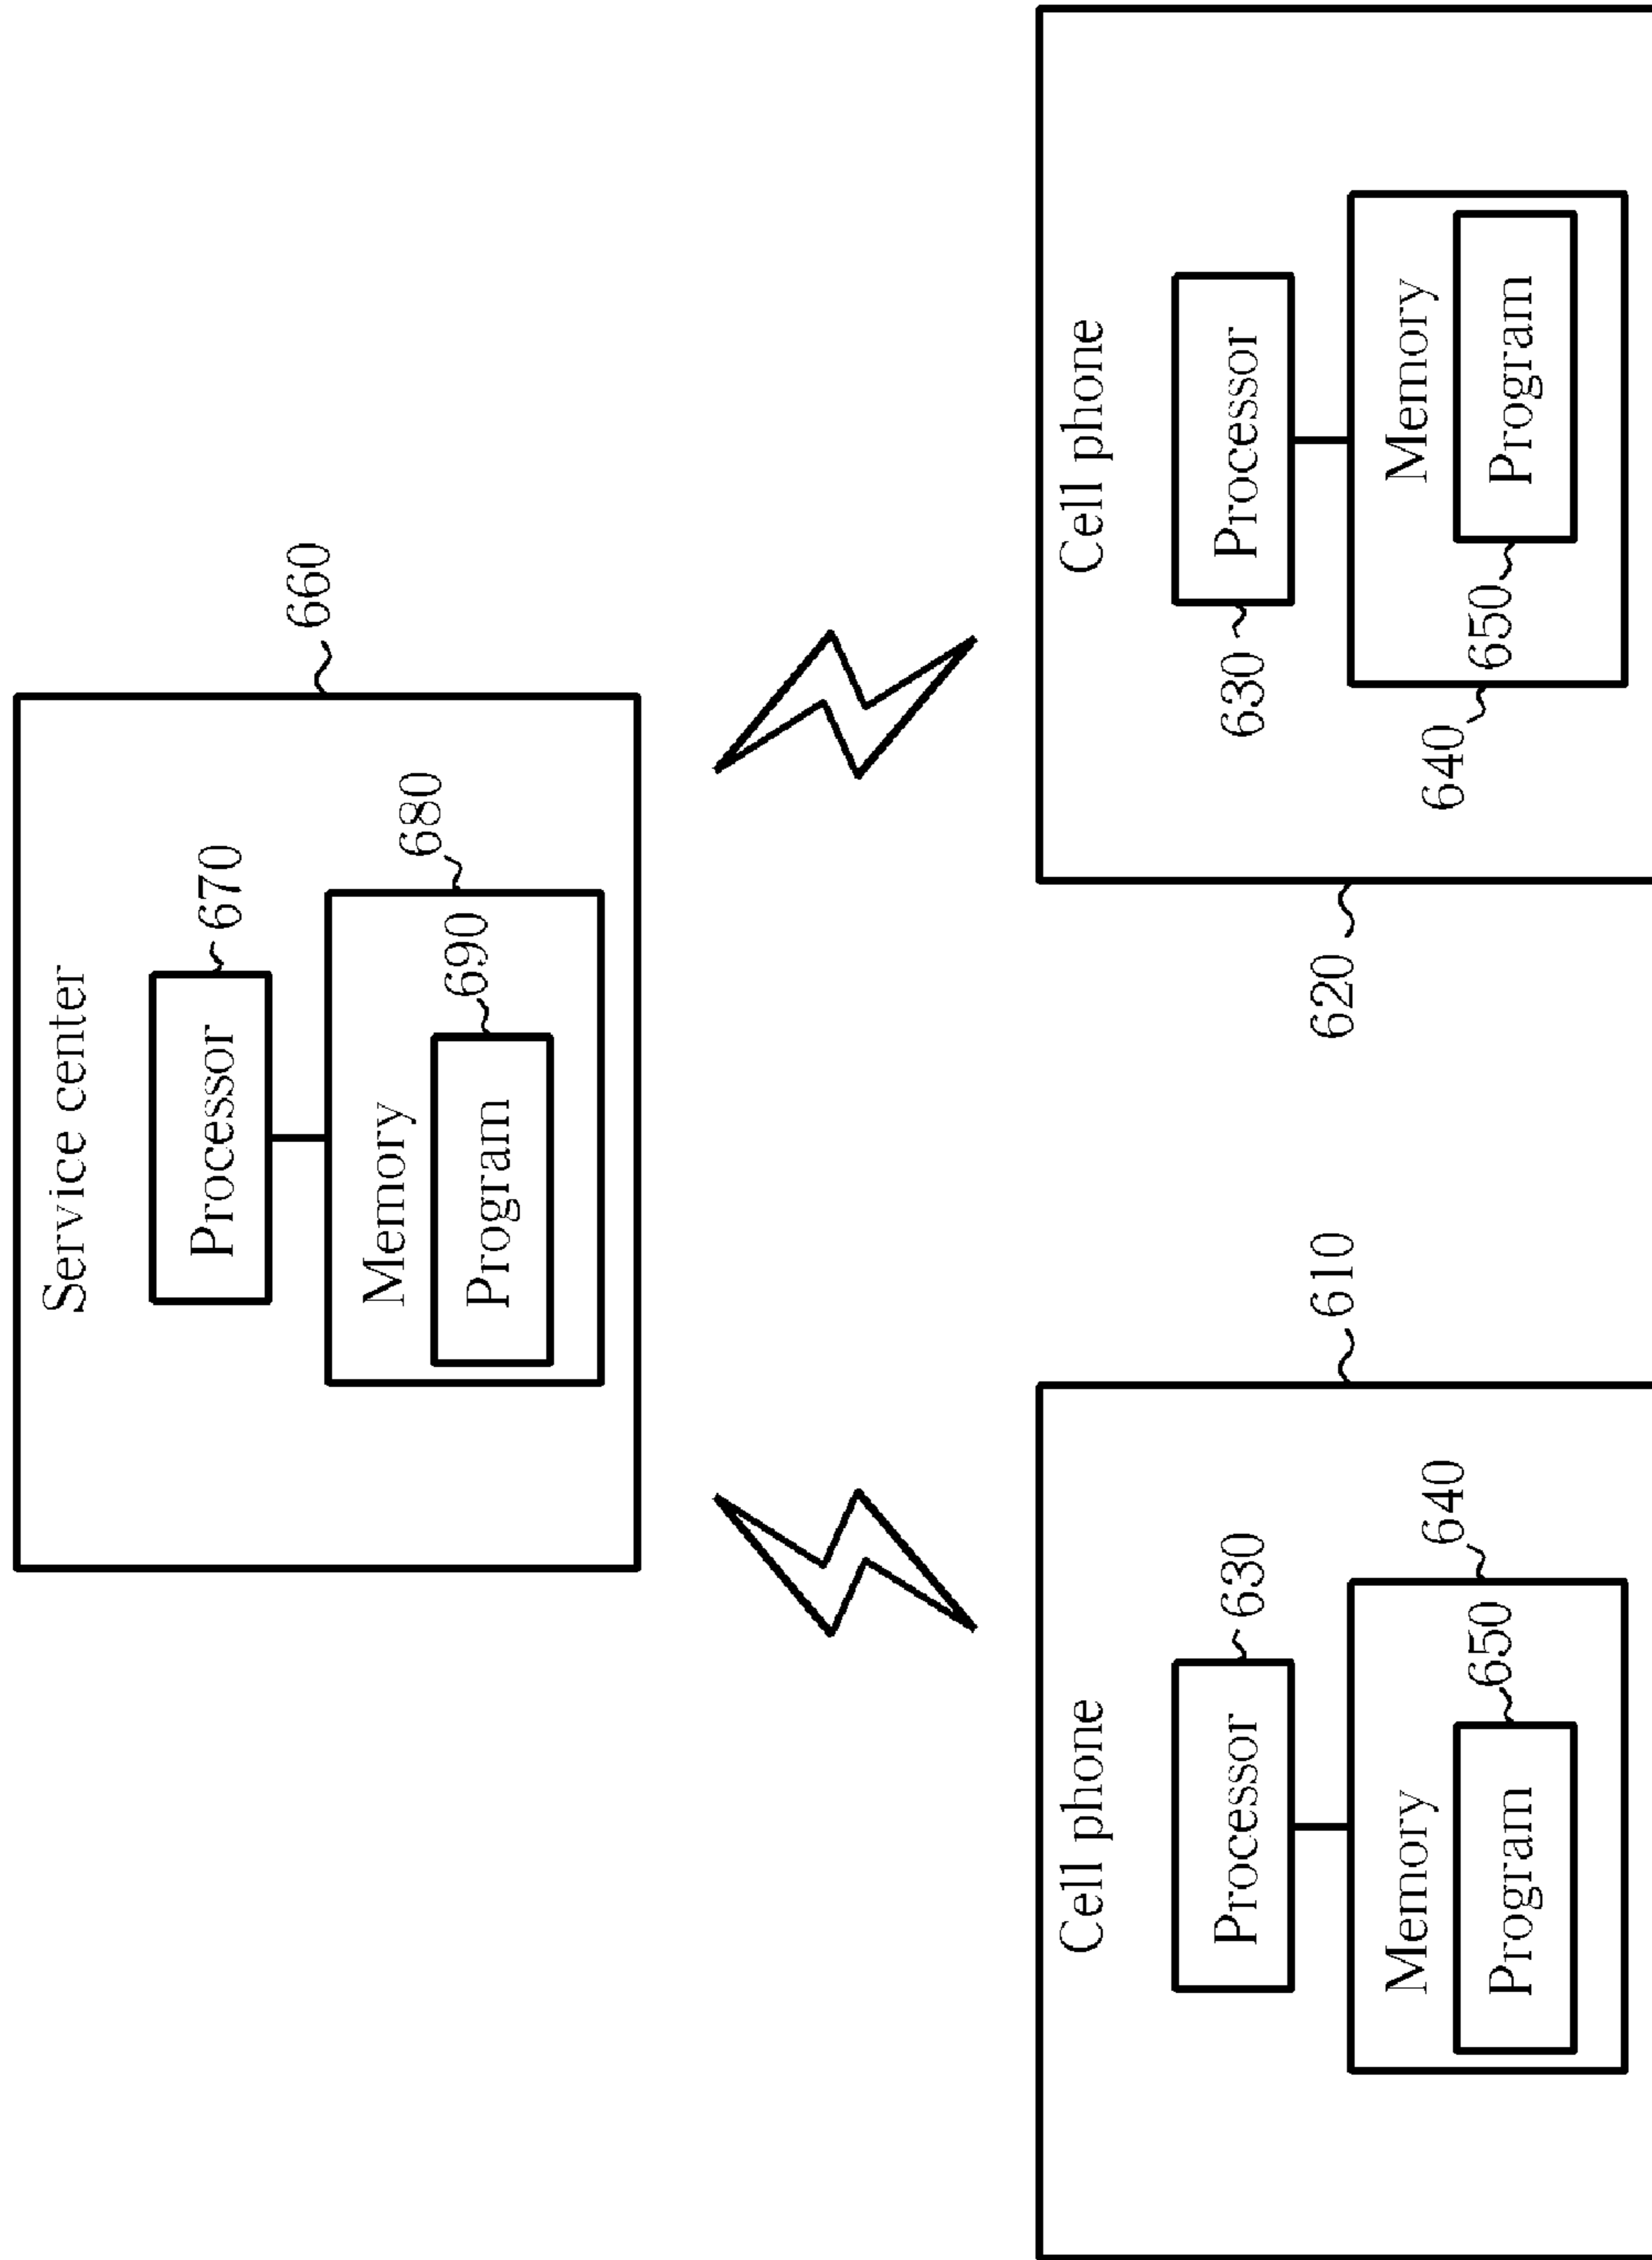 Service center
660
Processor
670
Memory
680
Program
690
Cell phone
610
Processor
630
Memory
640
Program
650
Cell phone
620
Processor
630
Memory
640
Program
650